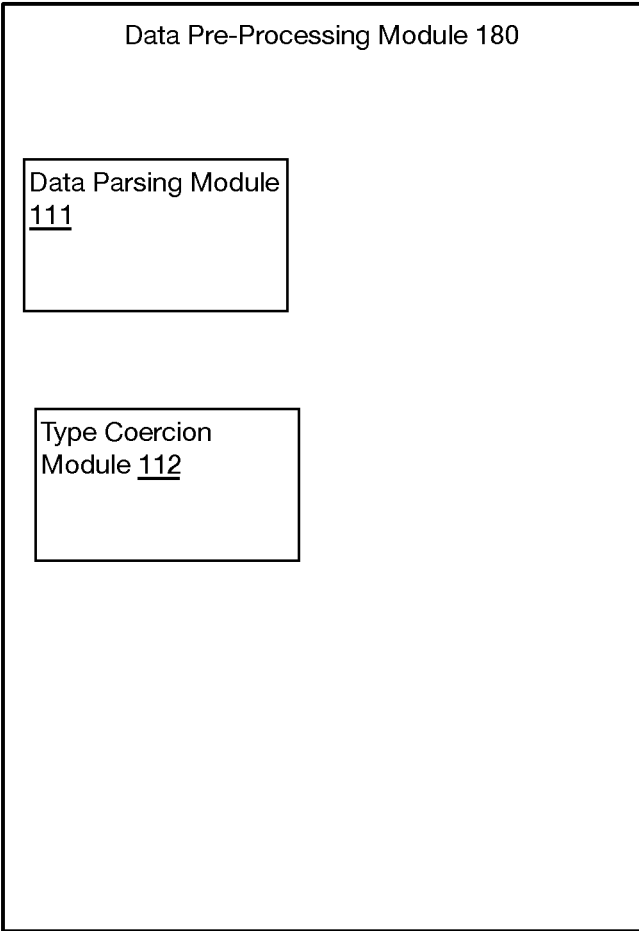 Data Pre-Processing Module 180
Data Parsing Module
111
Type Coercion
Module 112